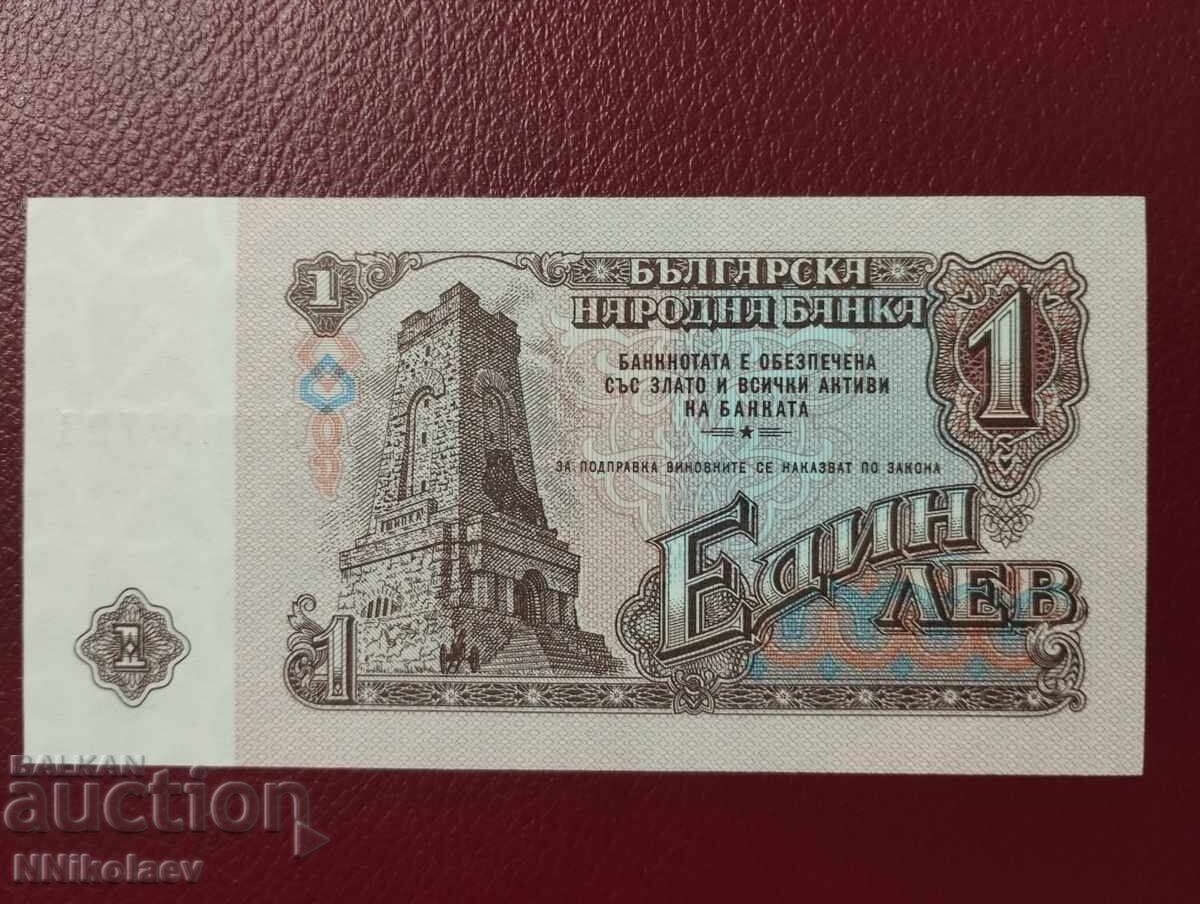 1
БЪЛГАРСКА
НАРОДНА БАНКА
1
БАНКНОТАТА Е ОБЕЗПЕЧЕНА
СЪС ЗЛАТО И ВСИЧКИ АКТИВИ
НА БАНКАТА
ЗА ПОДПРАВКА ВИНОВНИТЕ СЕ НАКАЗВАТ ПО ЗАКОНА
ШИПКА
ЕДИН
ЛЕВ
1
1
BALKAN
auction
NNikolaev